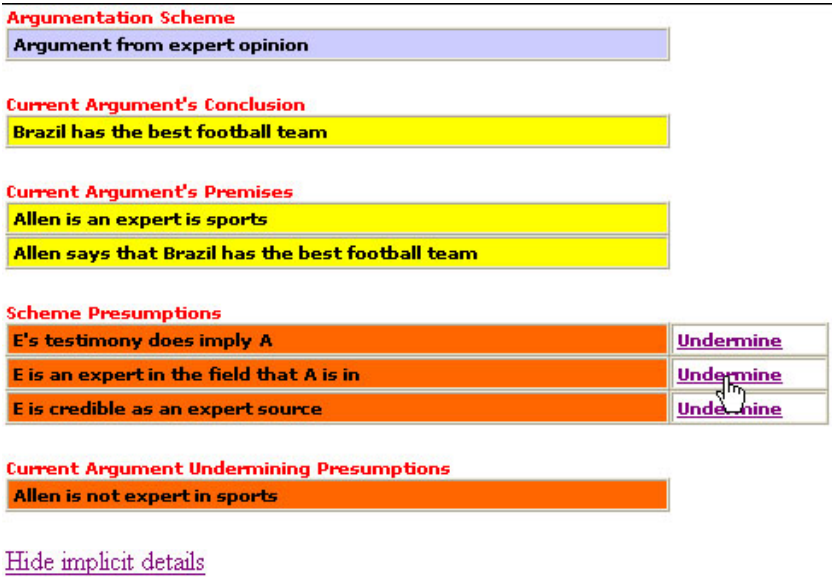 Argumentation Scheme
Argument from expert opinion
Current Argument's Conclusion
Brazil has the best football team
Current Argument's Premises
Allen is an expert is sports
Allen says that Brazil has the best football team
Scheme Presumptions
E's testimony does imply A Undermine
E is an expert in the field that A is in Undermine
E is credible as an expert source Undermine
Current Argument Undermining Presumptions
Allen is not expert in sports
Hide implicit details